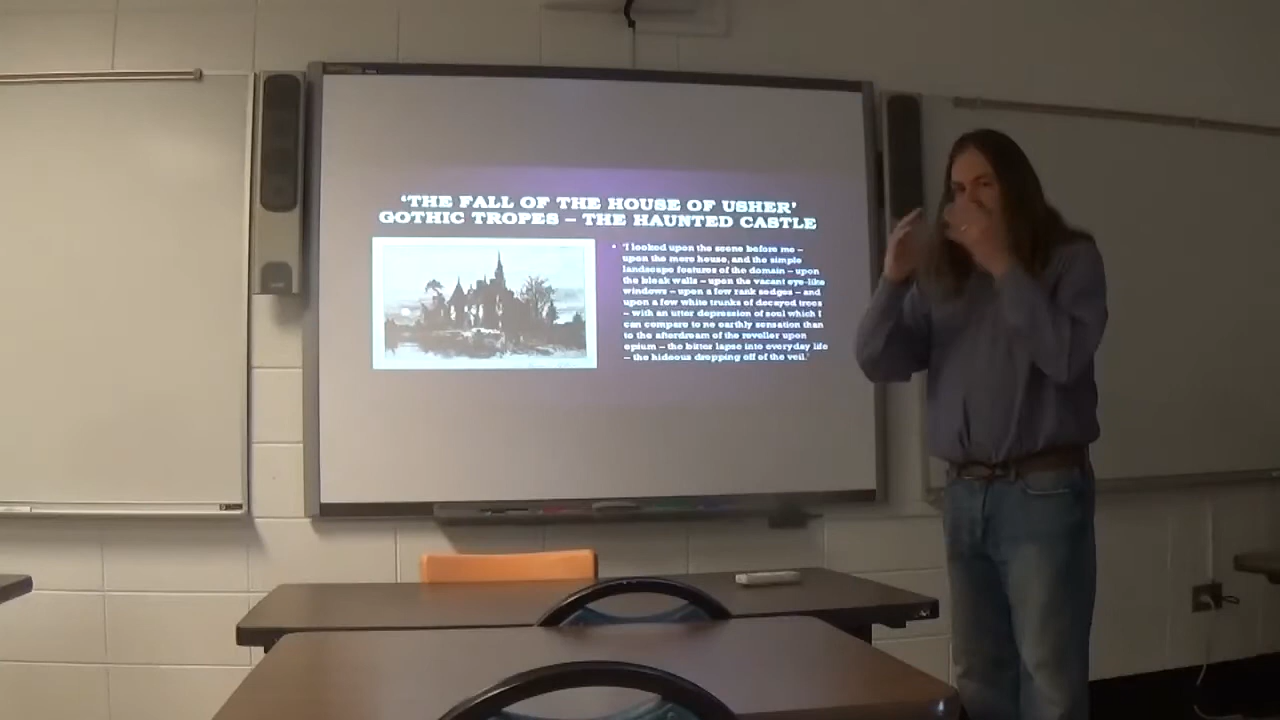 ‘THE FALL OF THE HOUSE OF USHER’
GOTHIC TROPES – THE HAUNTED CASTLE
• ‘I looked upon the scene before me –
upon the mere house, and the simple
landscape features of the domain – upon
the bleak walls – upon the vacant eye-like
windows – upon a few rank sedges – and
upon a few white trunks of decayed trees
– with an utter depression of soul which I
can compare to no earthly sensation than
to the afterdream of the reveller upon
opium – the bitter lapse into everyday life
– the hideous dropping off of the veil.’